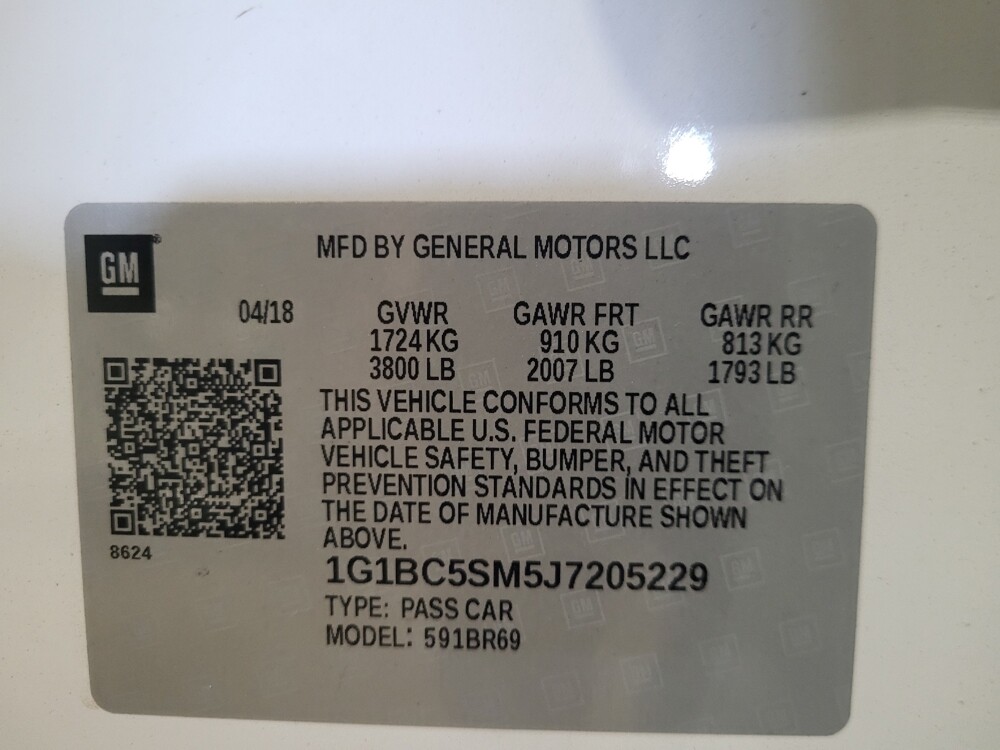 GM
MFD BY GENERAL MOTORS LLC
04/18 GVWR GAWR FRT GAWR RR
1724 KG 910 KG 813 KG
3800 LB 2007 LB 1793 LB
THIS VEHICLE CONFORMS TO ALL
APPLICABLE U.S. FEDERAL MOTOR
VEHICLE SAFETY, BUMPER, AND THEFT
PREVENTION STANDARDS IN EFFECT ON
THE DATE OF MANUFACTURE SHOWN
ABOVE.
8624
1G1BC5SM5J7205229
TYPE: PASS CAR
MODEL: 591BR69